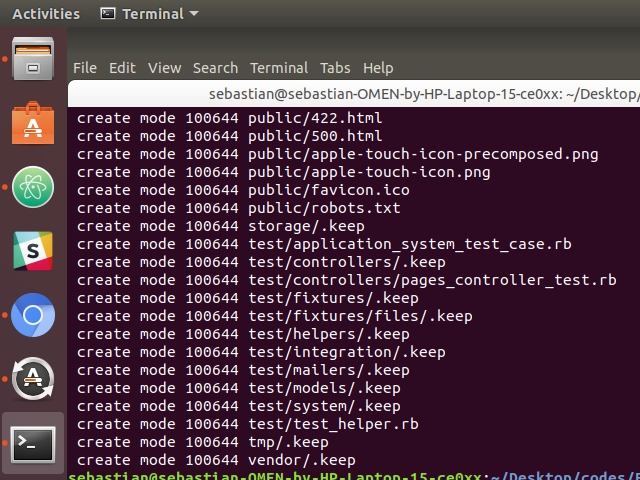 Activities Terminal
File Edit View Search Terminal Tabs Help
sebastian@sebastian-OMEN-by-HP-Laptop-15-ce0xx: ~/Desktop/
create mode 100644 public/422.html
create mode 100644 public/500.html
create mode 100644 public/apple-touch-icon-precomposed.png
create mode 100644 public/apple-touch-icon.png
create mode 100644 public/favicon.ico
create mode 100644 public/robots.txt
create mode 100644 storage/.keep
create mode 100644 test/application_system_test_case.rb
create mode 100644 test/controllers/.keep
create mode 100644 test/controllers/pages_controller_test.rb
create mode 100644 test/fixtures/.keep
create mode 100644 test/fixtures/files/.keep
create mode 100644 test/helpers/.keep
create mode 100644 test/integration/.keep
create mode 100644 test/mailers/.keep
create mode 100644 test/models/.keep
create mode 100644 test/system/.keep
create mode 100644 test/test_helper.rb
create mode 100644 tmp/.keep
create mode 100644 vendor/.keep
sebastian@sebastian-OMEN-by-HP-Laptop-15-ce0xx:~/Desktop/codes/